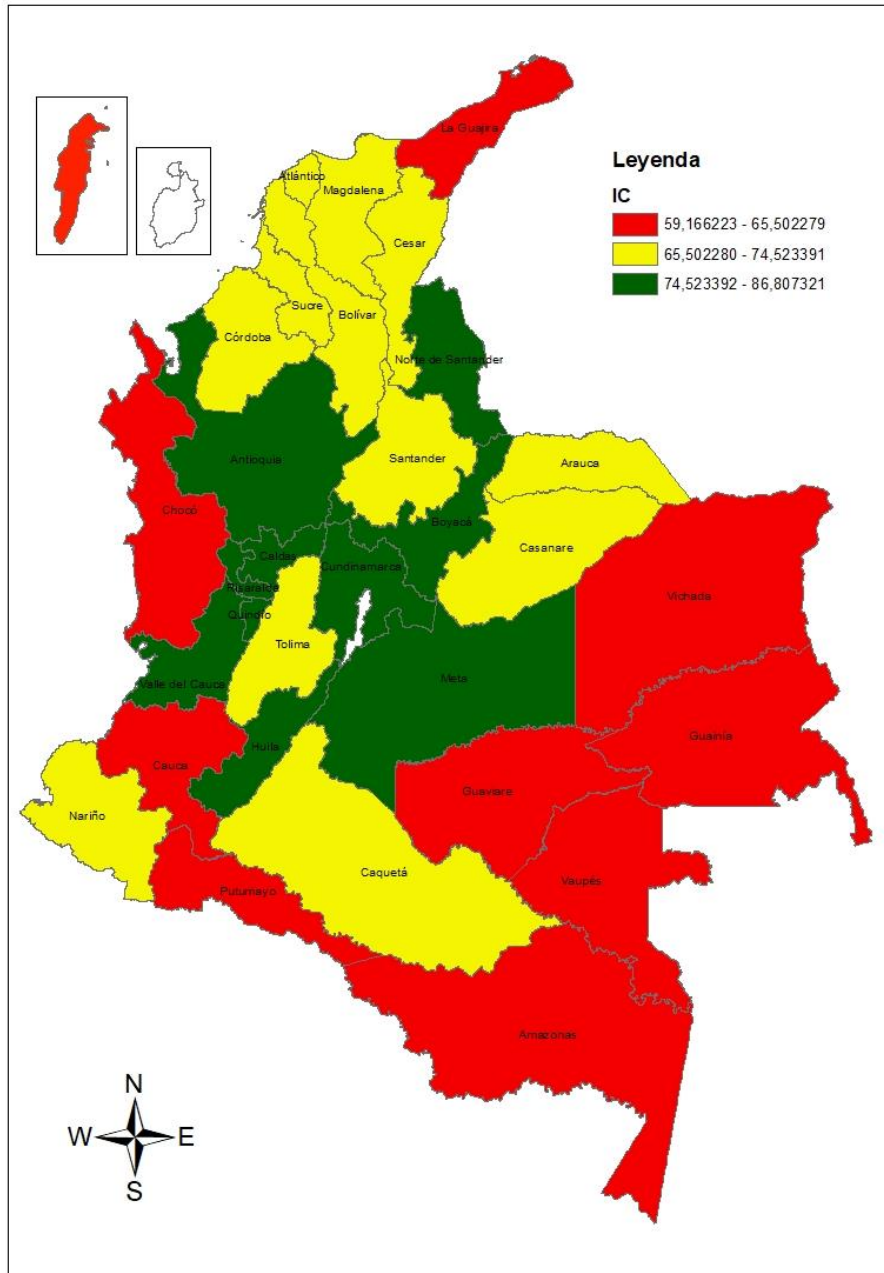 La Guajira
Leyenda
IC
59,166223 - 65,502279
65,502280 - 74,523391
74,523392 - 86,807321
Atlántico
Magdalena
Cesar
Sucre
Bolívar
Córdoba
Norte de Santander
Antioquia
Santander
Arauca
Chocó
Boyacá
Casanare
Caldas
Cundinamarca
Risaralda
Quindío
Vichada
Tolima
Valle del Cauca
Meta
Guainía
Huila
Cauca
Guaviare
Nariño
Caquetá
Vaupés
Putumayo
Amazonas
N
W
E
S